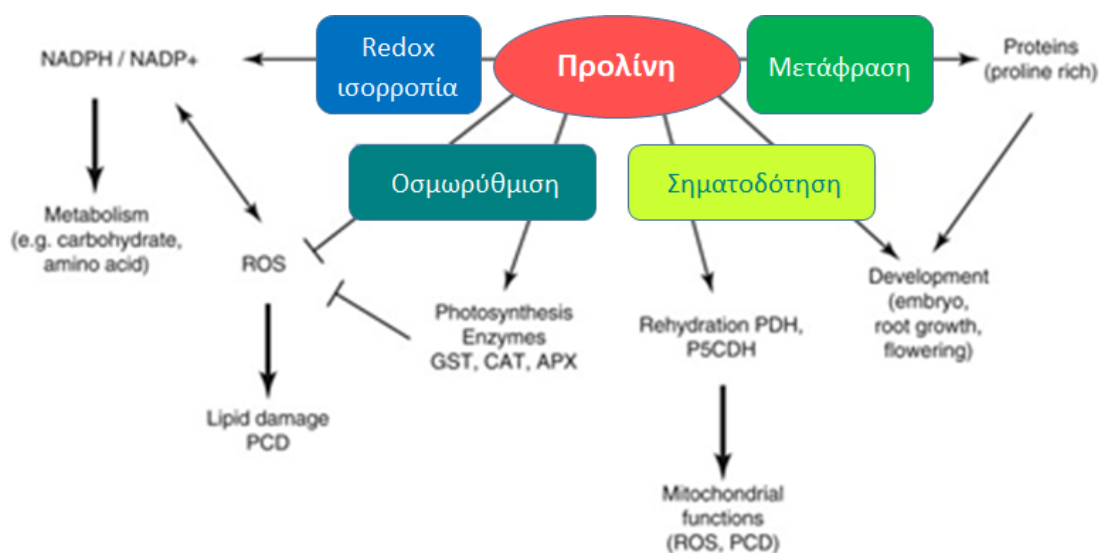 NADPH / NADP+
Redox
ισορροπία
Προλίνη
Μετάφραση
Proteins
(proline rich)
Οσμωρύθμιση
Σηματοδότηση
Metabolism
(e.g. carbohydrate,
amino acid)
ROS
Photosynthesis
Enzymes
GST, CAT, APX
Rehydration PDH,
P5CDH
Development
(embryo,
root growth,
flowering)
Lipid damage
PCD
Mitochondrial
functions
(ROS, PCD)